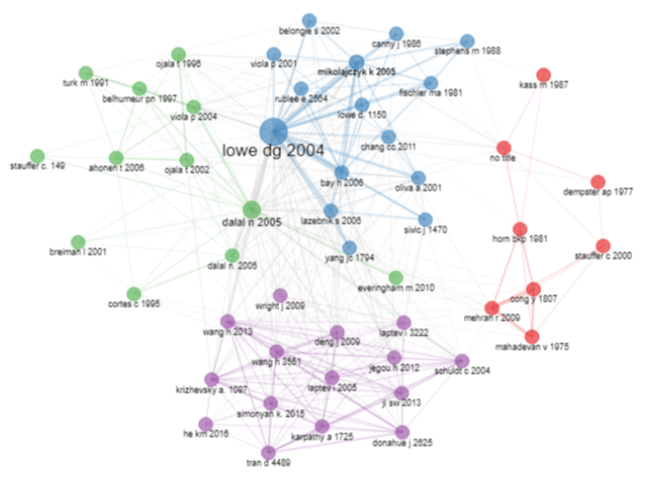 belongie s 2002
canny j 1986
stephens m 1988
ojala t 1996
viola p 2001
mikolajczyk k 2005
turk m 1991
kass m 1987
belhumeur pn 1997
rublee e 2564
fischler ma 1981
viola p 2004
lowe d. 1150
lowe dg 2004
chang cc 2011
no title
stauffer c. 149
ahonen t 2006
ojala t 2002
bay h 2006
oliva a 2001
dempster ap 1977
dalal n 2005
lazebnik s 2006
sivic j 1470
horn bkp 1981
breiman l 2001
dalal n. 2005
yang jc 1794
stauffer c 2000
everingham m 2010
cortes c 1995
wright j 2009
cong y 1807
mehran r 2009
wang h 2013
deng j 2009
laptev i 3222
mahadevan v 1975
wang h 3551
jegou h 2012
schuldt c 2004
krizhevsky a. 1097
laptev i 2005
simonyan k. 2015
ji sw 2013
he km 2016
karpathy a 1725
donahue j 2625
tran d 4489